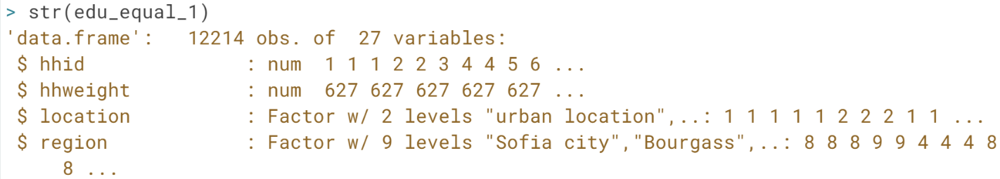 > str(edu_equal_1)
'data.frame':   12214 obs. of  27 variables:
 $ hhid            : num  1 1 1 2 2 3 4 4 5 6 ...
 $ hhweight        : num  627 627 627 627 627 ...
 $ location        : Factor w/ 2 levels "urban location",..: 1 1 1 1 1 2 2 2 1 1 ...
 $ region          : Factor w/ 9 levels "Sofia city","Bourgass",..: 8 8 8 9 9 4 4 4 8
    8 ...